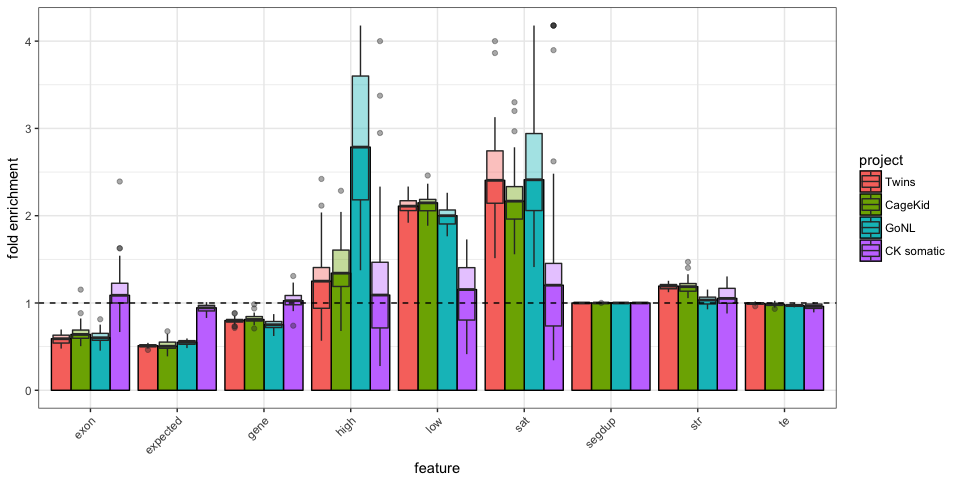 fold enrichment
4
3
2
1
0
exon
expected
gene
high
low
sat
segdup
str
te
feature
project
Twins
CageKid
GoNL
CK somatic